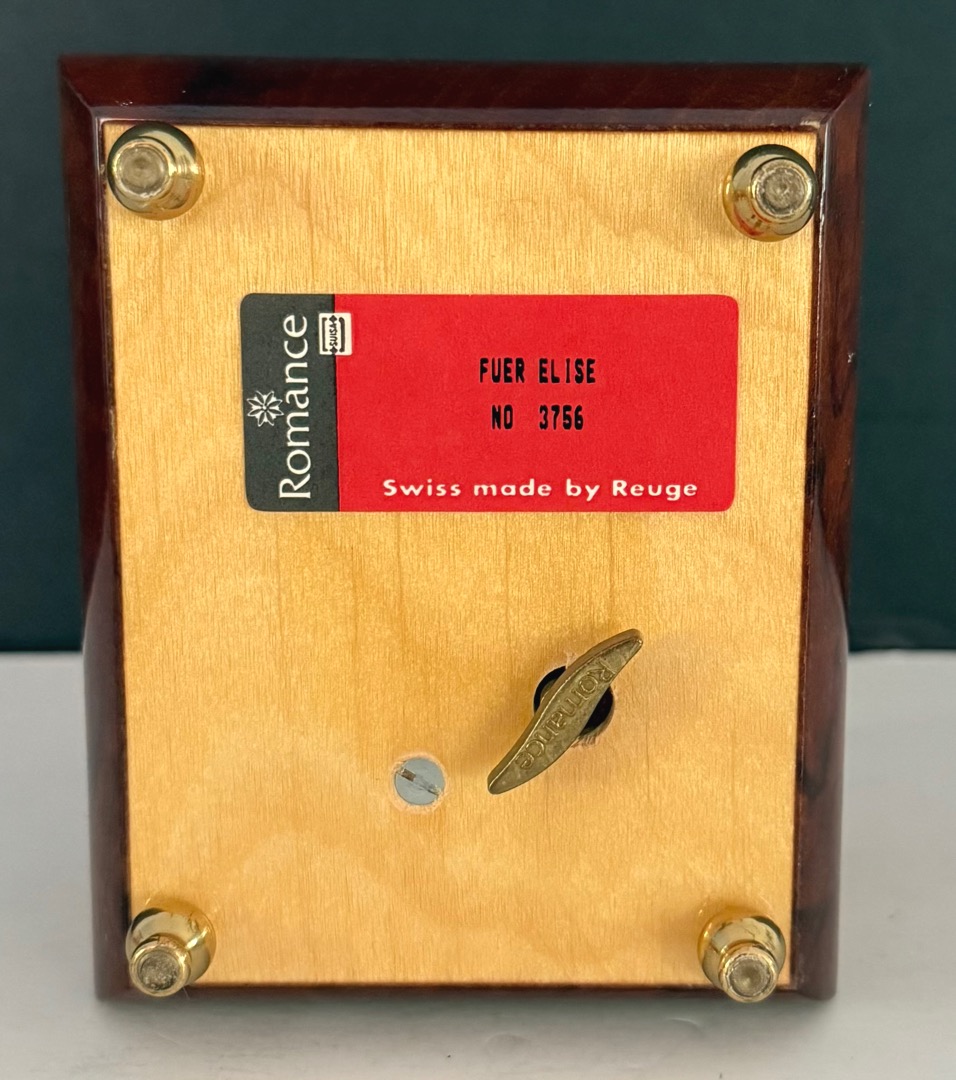 Romance
SUISA
FUER ELISE
NO 3756
Swiss made by Reuge
Romance